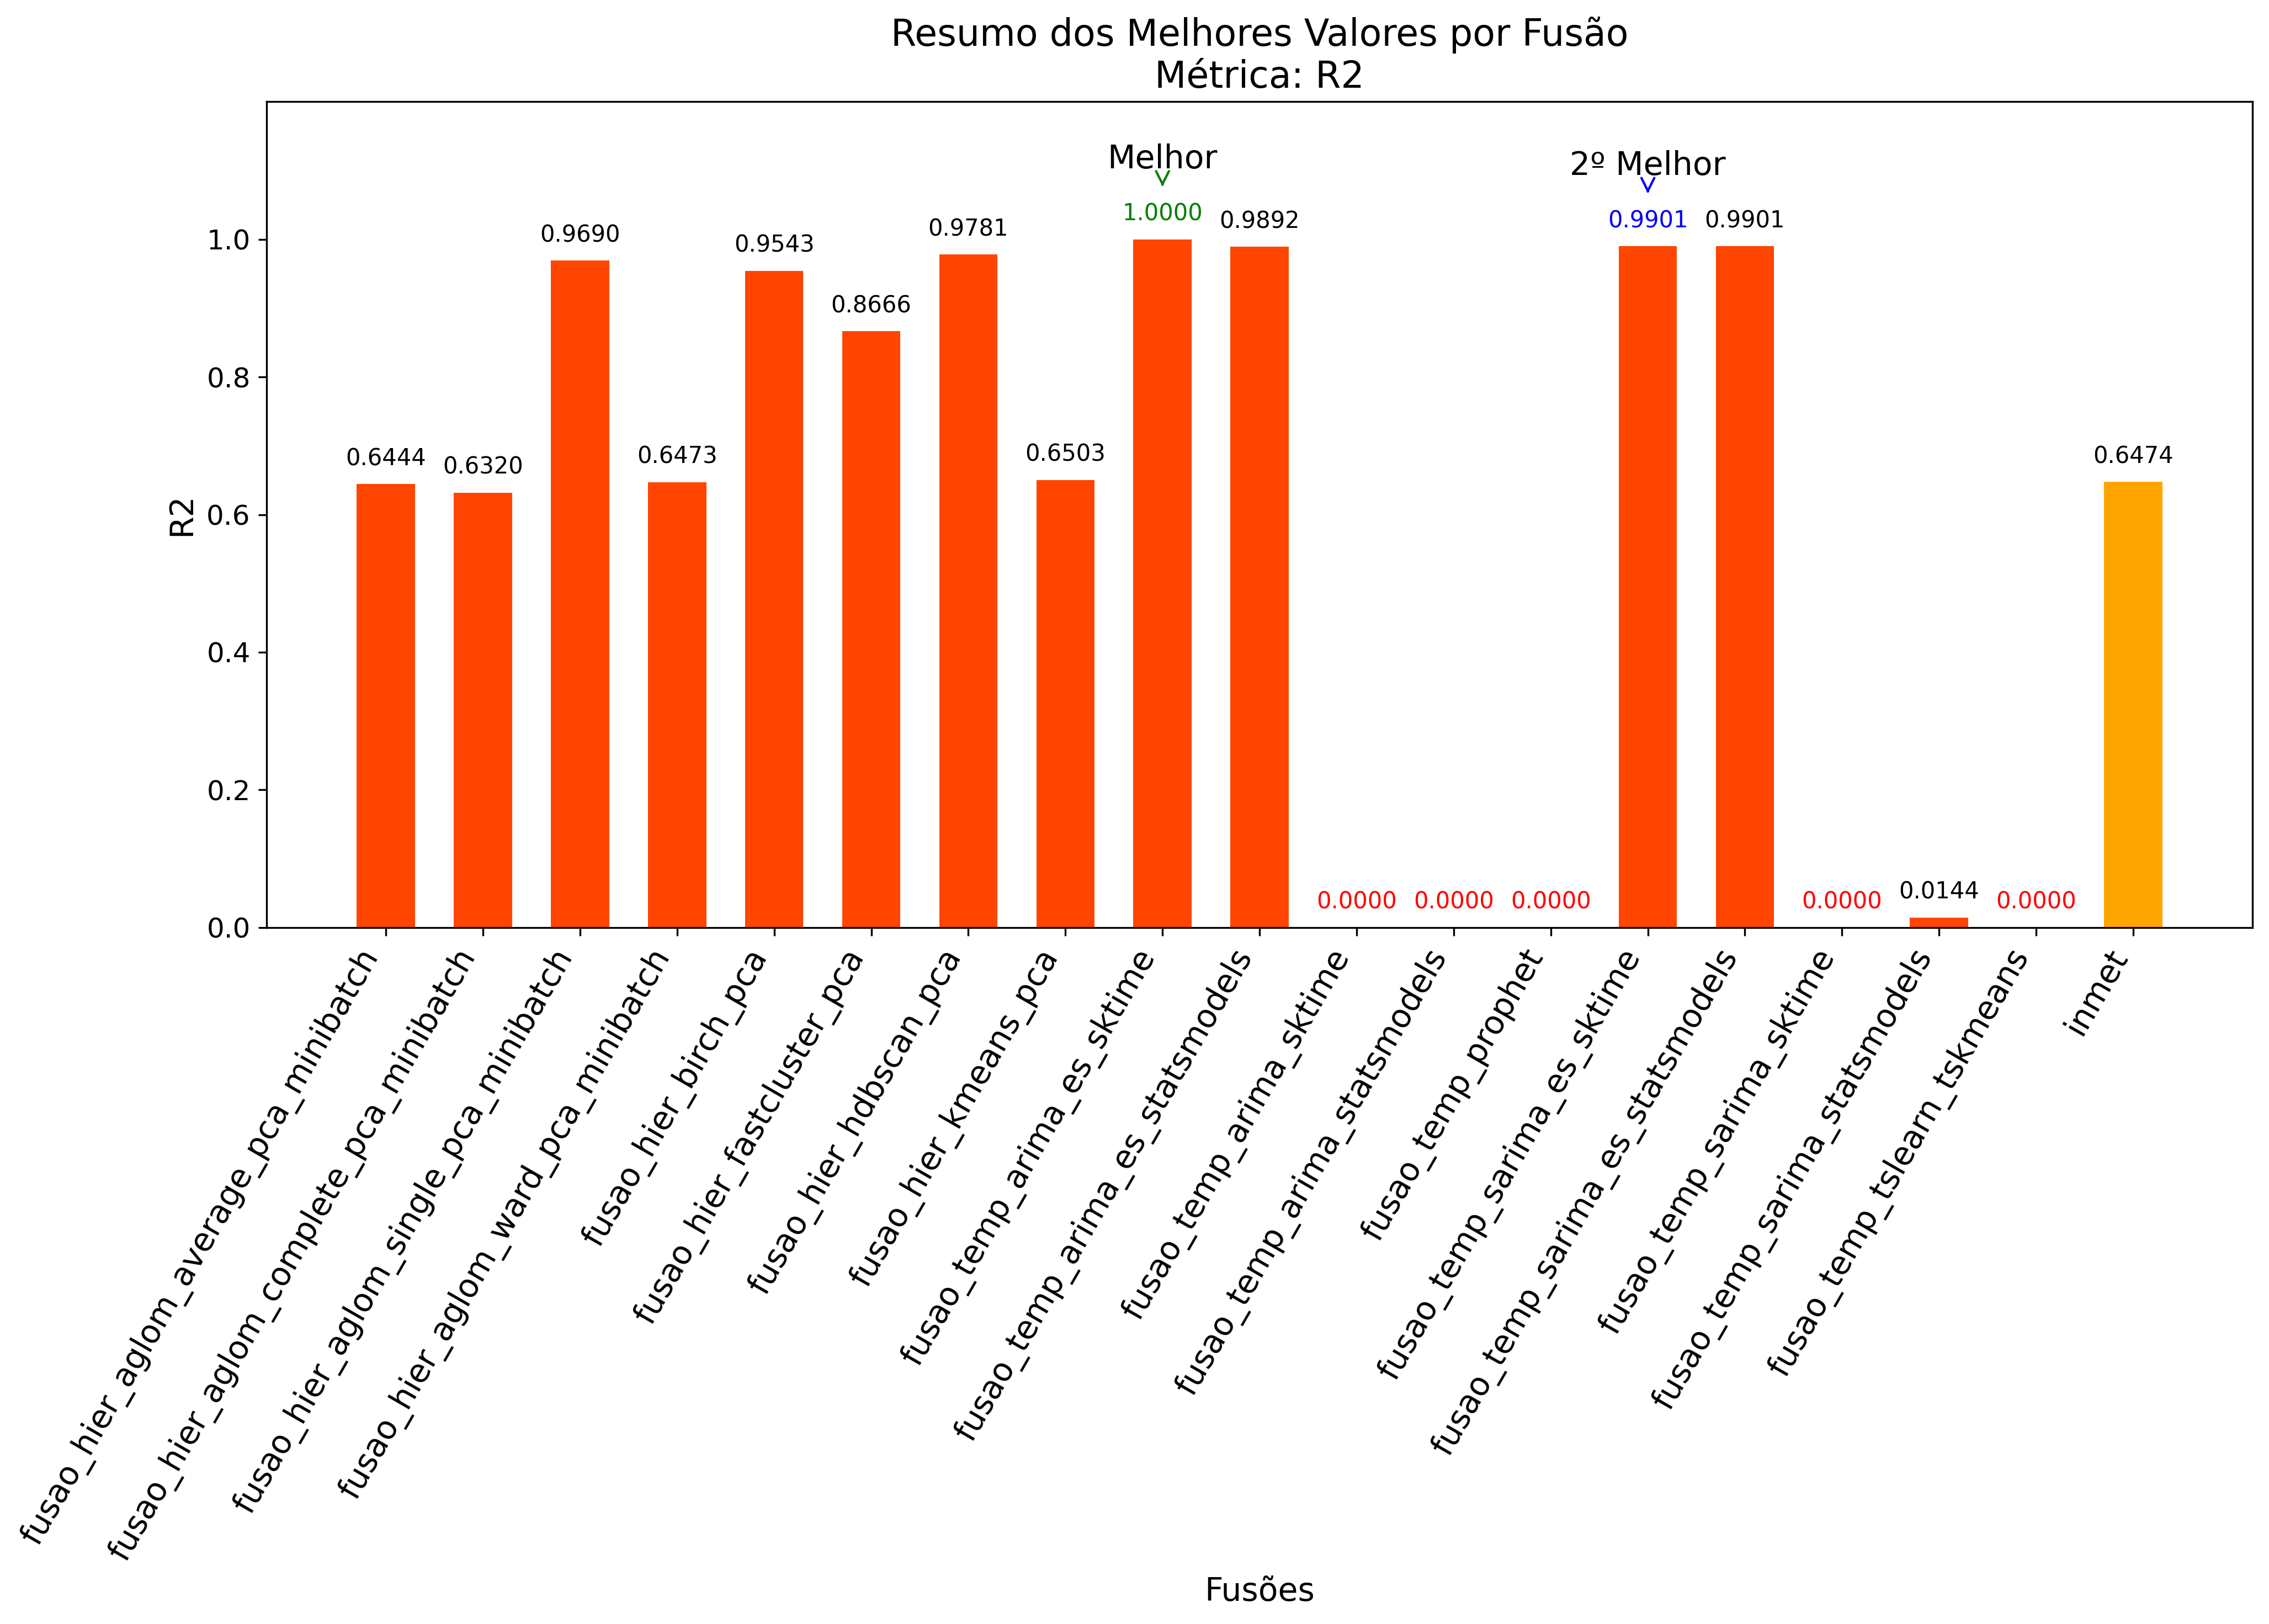 Resumo dos Melhores Valores por Fusão
Métrica: R2
Melhor
2º Melhor
0.6444
0.6320
0.9690
0.6473
0.9543
0.8666
0.9781
0.6503
1.0000
0.9892
0.0000
0.0000
0.0000
0.9901
0.9901
0.0000
0.0144
0.0000
0.6474
R2
1.0
0.8
0.6
0.4
0.2
0.0
fusao_hier_aglom_average_pca_minibatch
fusao_hier_aglom_complete_pca_minibatch
fusao_hier_aglom_single_pca_minibatch
fusao_hier_aglom_ward_pca_minibatch
fusao_hier_birch_pca
fusao_hier_fastcluster_pca
fusao_hier_hdbscan_pca
fusao_hier_kmeans_pca
fusao_temp_arima_es_sktime
fusao_temp_arima_es_statsmodels
fusao_temp_arima_sktime
fusao_temp_arima_statsmodels
fusao_temp_prophet
fusao_temp_sarima_es_sktime
fusao_temp_sarima_es_statsmodels
fusao_temp_sarima_sktime
fusao_temp_sarima_statsmodels
fusao_temp_tslearn_tskmeans
inmet
Fusões